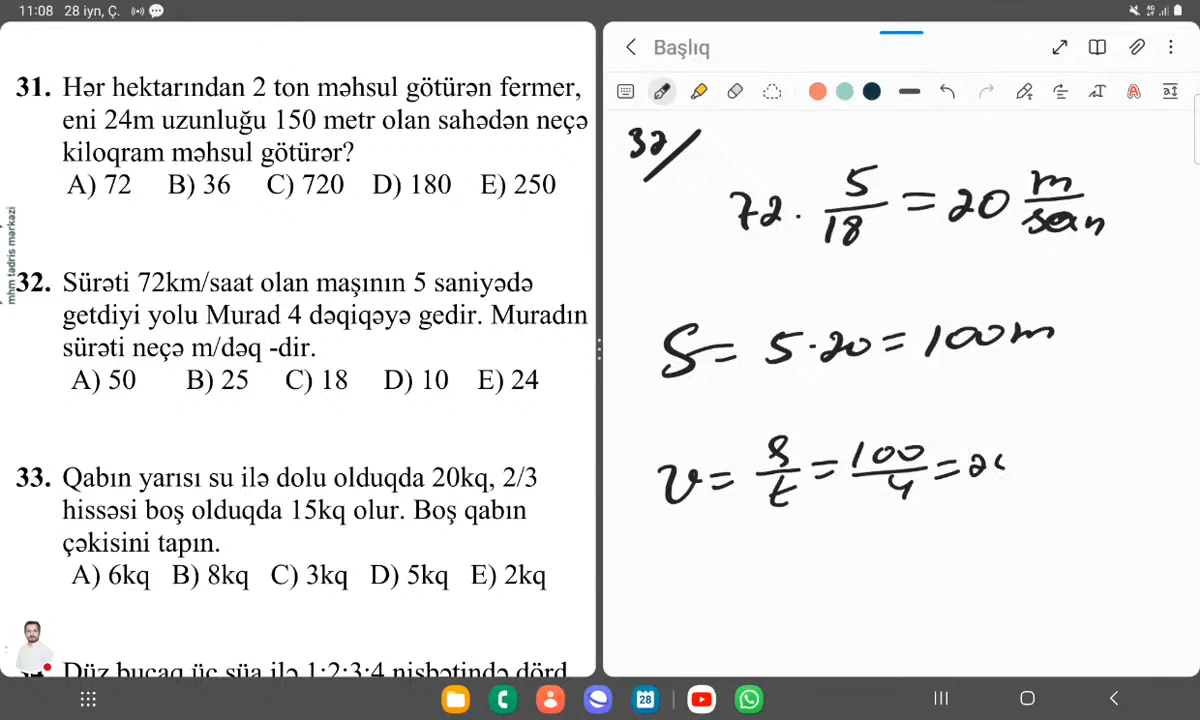 11:08 28 iyn, Ç.
31. Hər hektarından 2 ton məhsul götürən fermer,
eni 24m uzunluğu 150 metr olan sahədən neçə
kiloqram məhsul götürər?
A) 72 B) 36 C) 720 D) 180 E) 250
mhm tədris mərkəzi
32. Sürəti 72km/saat olan maşının 5 saniyədə
getdiyi yolu Murad 4 dəqiqəyə gedir. Muradın
sürəti neçə m/dəq -dir.
A) 50 B) 25 C) 18 D) 10 E) 24
33. Qabın yarısı su ilə dolu olduqda 20kq, 2/3
hissəsi boş olduqda 15kq olur. Boş qabın
çəkisini tapın.
A) 6kq B) 8kq C) 3kq D) 5kq E) 2kq
Düz bucaq üç şüa ilə 1:2:3:4 nisbətində dörd
Başlıq
32/
72 · 5/18 = 20 m/san
S = 5·20 = 100m
v = s/t = 100/4 = 2
28